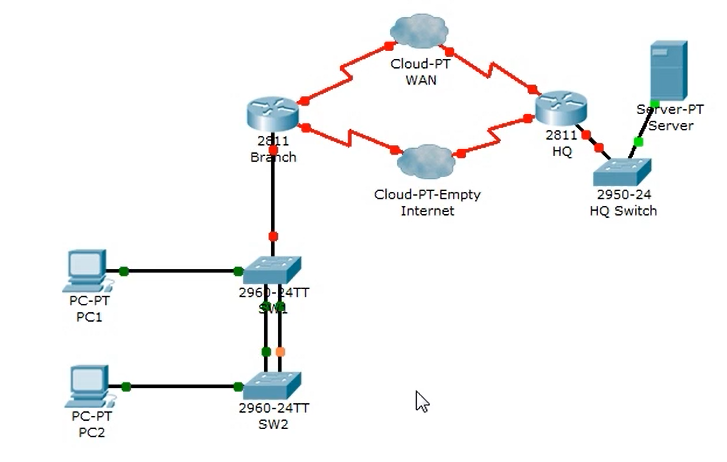 Cloud-PT
WAN
Server-PT
Server
2811
Branch
2811
HQ
Cloud-PT-Empty
Internet
2950-24
HQ Switch
2960-24TT
SW1
PC-PT
PC1
2960-24TT
SW2
PC-PT
PC2